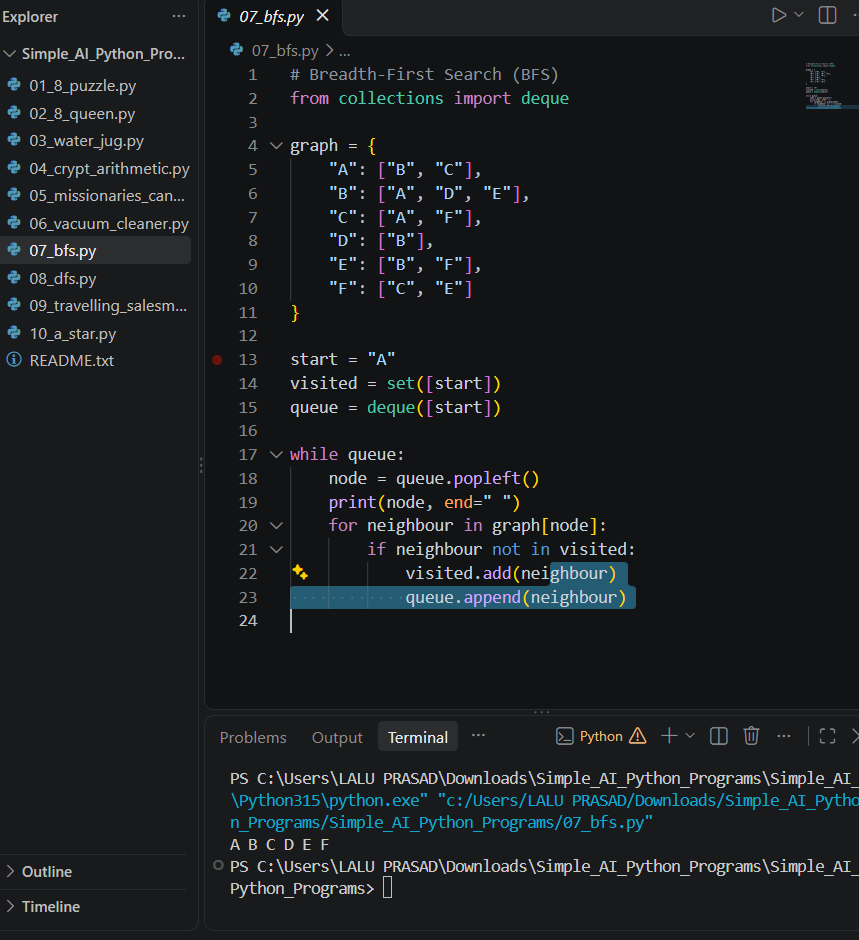 Explorer
···
Simple_AI_Python_Pro...
01_8_puzzle.py
02_8_queen.py
03_water_jug.py
04_crypt_arithmetic.py
05_missionaries_can...
06_vacuum_cleaner.py
07_bfs.py
08_dfs.py
09_travelling_salesm...
10_a_star.py
README.txt
Outline
Timeline
07_bfs.py
07_bfs.py > ...
1 # Breadth-First Search (BFS)
2 from collections import deque
3
4 graph = {
5     "A": ["B", "C"],
6     "B": ["A", "D", "E"],
7     "C": ["A", "F"],
8     "D": ["B"],
9     "E": ["B", "F"],
10     "F": ["C", "E"]
11 }
12
13 start = "A"
14 visited = set([start])
15 queue = deque([start])
16
17 while queue:
18     node = queue.popleft()
19     print(node, end=" ")
20     for neighbour in graph[node]:
21         if neighbour not in visited:
22             visited.add(neighbour)
23             queue.append(neighbour)
24
Problems Output Terminal ··· Python ···
PS C:\Users\LALU PRASAD\Downloads\Simple_AI_Python_Programs\Simple_AI_
\Python315\python.exe" "c:/Users/LALU PRASAD/Downloads/Simple_AI_Pytho
n_Programs/Simple_AI_Python_Programs/07_bfs.py"
A B C D E F
PS C:\Users\LALU PRASAD\Downloads\Simple_AI_Python_Programs\Simple_AI_
Python_Programs>